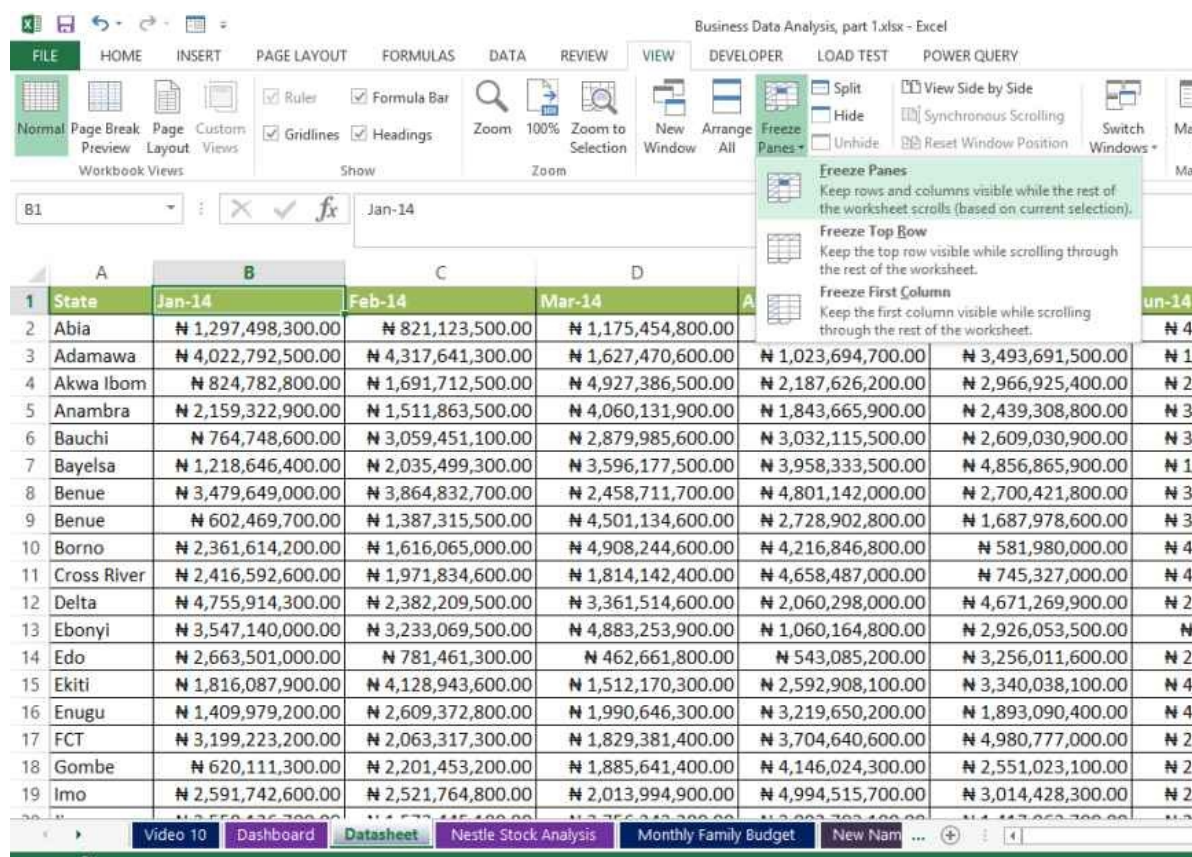 Business Data Analysis, part 1.xlsx - Excel
FILE HOME INSERT PAGE LAYOUT FORMULAS DATA REVIEW VIEW DEVELOPER LOAD TEST POWER QUERY
Normal
Page Break Preview
Page Layout
Custom Views
Workbook Views
Ruler
Formula Bar
Gridlines
Headings
Show
Zoom
100%
Zoom to Selection
Zoom
New Window
Arrange All
Freeze Panes
Split
Hide
Unhide
View Side by Side
Synchronous Scrolling
Reset Window Position
Switch Windows
Ma
Ma
Freeze Panes
Keep rows and columns visible while the rest of
the worksheet scrolls (based on current selection).
Freeze Top Row
Keep the top row visible while scrolling through
the rest of the worksheet.
Freeze First Column
Keep the first column visible while scrolling
through the rest of the worksheet.
B1 fx Jan-14
A B C D
1 State Jan-14 Feb-14 Mar-14 A un-14
2 Abia ₦ 1,297,498,300.00 ₦ 821,123,500.00 ₦ 1,175,454,800.00 ₦ 4
3 Adamawa ₦ 4,022,792,500.00 ₦ 4,317,641,300.00 ₦ 1,627,470,600.00 ₦ 1,023,694,700.00 ₦ 3,493,691,500.00 ₦ 1
4 Akwa Ibom ₦ 824,782,800.00 ₦ 1,691,712,500.00 ₦ 4,927,386,500.00 ₦ 2,187,626,200.00 ₦ 2,966,925,400.00 ₦ 2
5 Anambra ₦ 2,159,322,900.00 ₦ 1,511,863,500.00 ₦ 4,060,131,900.00 ₦ 1,843,665,900.00 ₦ 2,439,308,800.00 ₦ 3
6 Bauchi ₦ 764,748,600.00 ₦ 3,059,451,100.00 ₦ 2,879,985,600.00 ₦ 3,032,115,500.00 ₦ 2,609,030,900.00 ₦ 3
7 Bayelsa ₦ 1,218,646,400.00 ₦ 2,035,499,300.00 ₦ 3,596,177,500.00 ₦ 3,958,333,500.00 ₦ 4,856,865,900.00 ₦ 1
8 Benue ₦ 3,479,649,000.00 ₦ 3,864,832,700.00 ₦ 2,458,711,700.00 ₦ 4,801,142,000.00 ₦ 2,700,421,800.00 ₦ 3
9 Benue ₦ 602,469,700.00 ₦ 1,387,315,500.00 ₦ 4,501,134,600.00 ₦ 2,728,902,800.00 ₦ 1,687,978,600.00 ₦ 3
10 Borno ₦ 2,361,614,200.00 ₦ 1,616,065,000.00 ₦ 4,908,244,600.00 ₦ 4,216,846,800.00 ₦ 581,980,000.00 ₦ 4
11 Cross River ₦ 2,416,592,600.00 ₦ 1,971,834,600.00 ₦ 1,814,142,400.00 ₦ 4,658,487,000.00 ₦ 745,327,000.00 ₦ 4
12 Delta ₦ 4,755,914,300.00 ₦ 2,382,209,500.00 ₦ 3,361,514,600.00 ₦ 2,060,298,000.00 ₦ 4,671,269,900.00 ₦ 2
13 Ebonyi ₦ 3,547,140,000.00 ₦ 3,233,069,500.00 ₦ 4,883,253,900.00 ₦ 1,060,164,800.00 ₦ 2,926,053,500.00 ₦
14 Edo ₦ 2,663,501,000.00 ₦ 781,461,300.00 ₦ 462,661,800.00 ₦ 543,085,200.00 ₦ 3,256,011,600.00 ₦ 2
15 Ekiti ₦ 1,816,087,900.00 ₦ 4,128,943,600.00 ₦ 1,512,170,300.00 ₦ 2,592,908,100.00 ₦ 3,340,038,100.00 ₦ 4
16 Enugu ₦ 1,409,979,200.00 ₦ 2,609,372,800.00 ₦ 1,990,646,300.00 ₦ 3,219,650,200.00 ₦ 1,893,090,400.00 ₦ 4
17 FCT ₦ 3,199,223,200.00 ₦ 2,063,317,300.00 ₦ 1,829,381,400.00 ₦ 3,704,640,600.00 ₦ 4,980,777,000.00 ₦ 2
18 Gombe ₦ 620,111,300.00 ₦ 2,201,453,200.00 ₦ 1,885,641,400.00 ₦ 4,146,024,300.00 ₦ 2,551,023,100.00 ₦ 2
19 Imo ₦ 2,591,742,600.00 ₦ 2,521,764,800.00 ₦ 2,013,994,900.00 ₦ 4,994,515,700.00 ₦ 3,014,428,300.00 ₦ 2
Video 10 Dashboard Datasheet Nestle Stock Analysis Monthly Family Budget New Nam ...